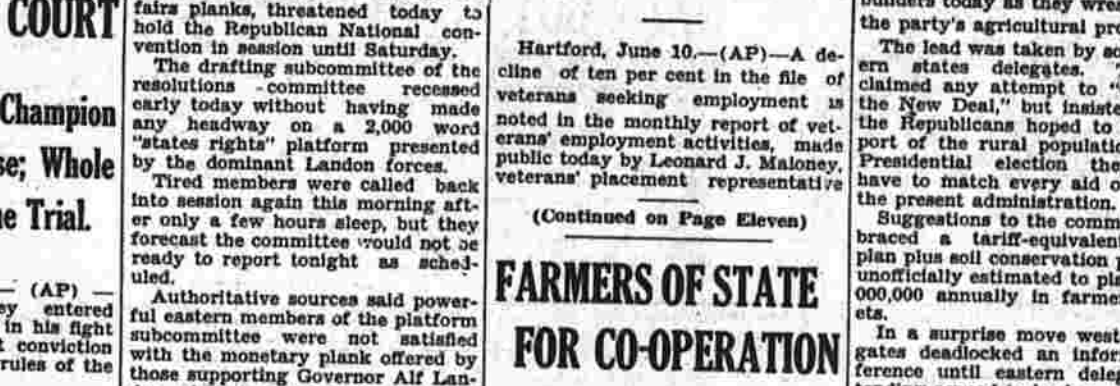 COURT
Champion
se; Whole
e Trial.
— (AP) —
ey entered
in his fight
t conviction
rules of the
fairs planks, threatened today to
hold the Republican National con-
vention in session until Saturday.
The drafting subcommittee of the
resolutions committee recessed
early today without having made
any headway on a 2,000 word
"states rights" platform presented
by the dominant Landon forces.
Tired members were called back
into session again this morning aft-
er only a few hours sleep, but they
forecast the committee would not be
ready to report tonight as sched-
uled.
Authoritative sources said power-
ful eastern members of the platform
subcommittee were not satisfied
with the monetary plank offered by
those supporting Governor Alf Lan-
Hartford, June 10.—(AP)—A de-
cline of ten per cent in the file of
veterans seeking employment is
noted in the monthly report of vet-
erans' employment activities, made
public today by Leonard J. Maloney,
veterans' placement representative
(Continued on Page Eleven)
FARMERS OF STATE
FOR CO-OPERATION
today as they wre
the party's agricultural
The lead was taken by
ern states delegates.
claimed any attempt to
the New Deal," but insist
the Republicans hoped to
port of the rural populatio
Presidential election
have to match every aid
the present administration.
Suggestions to the comm
braced a tariff-equivalen
plan plus soil conservation
unofficially estimated to
000,000 annually in farm
ets.
In a surprise move west
gates deadlocked an infor
ference until eastern dele